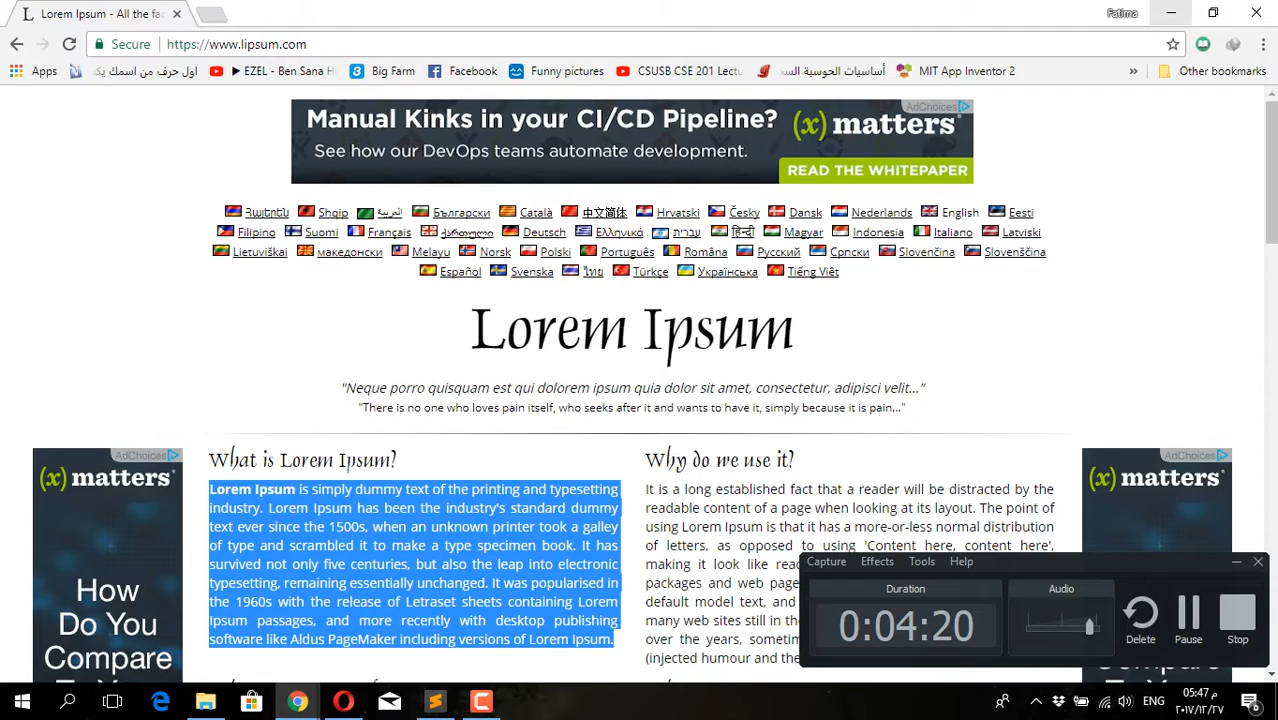 Lorem Ipsum - All the fac
Fatima
Secure https://www.lipsum.com
Apps اول حرف من اسمك يك ► EZEL - Ben Sana H Big Farm Facebook Funny pictures CSUSB CSE 201 Lectu أساسيات الحوسبة الس MIT App Inventor 2 » Other bookmarks
AdChoices
Manual Kinks in your CI/CD Pipeline? (x) matters
See how our DevOps teams automate development.
READ THE WHITEPAPER
Հայերեն Shqip العربية Български Català 中文简体 Hrvatski Česky Dansk Nederlands English Eesti
Filipino Suomi Français ქართული Deutsch Ελληνικά עברית हिन्दी Magyar Indonesia Italiano Latviski
Lietuviškai македонски Melayu Norsk Polski Português Româna Русский Српски Slovenčina Slovenščina
Español Svenska ไทย Türkçe Українська Tiếng Việt
Lorem Ipsum
"Neque porro quisquam est qui dolorem ipsum quia dolor sit amet, consectetur, adipisci velit..."
"There is no one who loves pain itself, who seeks after it and wants to have it, simply because it is pain..."
What is Lorem Ipsum?
Lorem Ipsum is simply dummy text of the printing and typesetting
industry. Lorem Ipsum has been the industry's standard dummy
text ever since the 1500s, when an unknown printer took a galley
of type and scrambled it to make a type specimen book. It has
survived not only five centuries, but also the leap into electronic
typesetting, remaining essentially unchanged. It was popularised in
the 1960s with the release of Letraset sheets containing Lorem
Ipsum passages, and more recently with desktop publishing
software like Aldus PageMaker including versions of Lorem Ipsum.
Why do we use it?
It is a long established fact that a reader will be distracted by the
readable content of a page when looking at its layout. The point of
using Lorem Ipsum is that it has a more-or-less normal distribution
of letters, as opposed to using 'Content here, content here',
making it look like read
packages and web page
default model text, and
many web sites still in th
over the years, sometim
(injected humour and the
AdChoices
(x) matters
How
Do You
Compare
AdChoices
(x) matters
Capture Effects Tools Help
Duration
0:04:20
Audio
Delete Pause Stop
ENG
05:47 م
٢٠١٧/١٢/٢٧